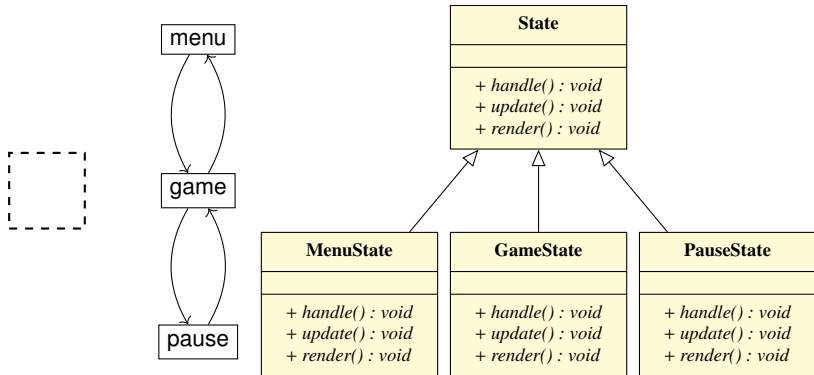 menu
game
pause
State
+ handle() : void
+ update() : void
+ render() : void
MenuState
+ handle() : void
+ update() : void
+ render() : void
GameState
+ handle() : void
+ update() : void
+ render() : void
PauseState
+ handle() : void
+ update() : void
+ render() : void